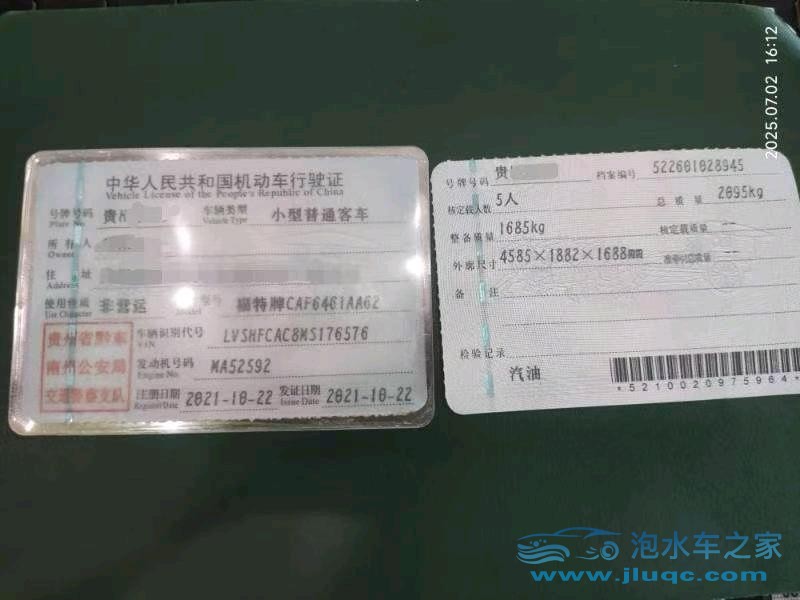 中华人民共和国机动车行驶证
Vehicle License of the People's Republic of China
号牌号码 贵 车辆类型 小型普通客车
Plate No. Vehicle Type
所有人
Owner
住址
Address
使用性质 非营运 型号 福特牌CAF6461AA62
Use Character Model
贵州省黔东
南州公安局
交通警察支队
车辆识别代号 LVSHFCAC8MS176576
VIN
发动机号码 MA52592
Engine No.
注册日期 2021-10-22 发证日期 2021-10-22
Register Date Issue Date
号牌号码 贵 档案编号 522601028945
核定载人数 5人 总质量 2095kg
整备质量 1685kg 核定载质量 --
外廓尺寸 4585×1882×1688mm 准牵引总质量 --
备注
检验记录
汽油
*5210020975964*
2025.07.02 16:12
泡水车之家
www.jluqc.com